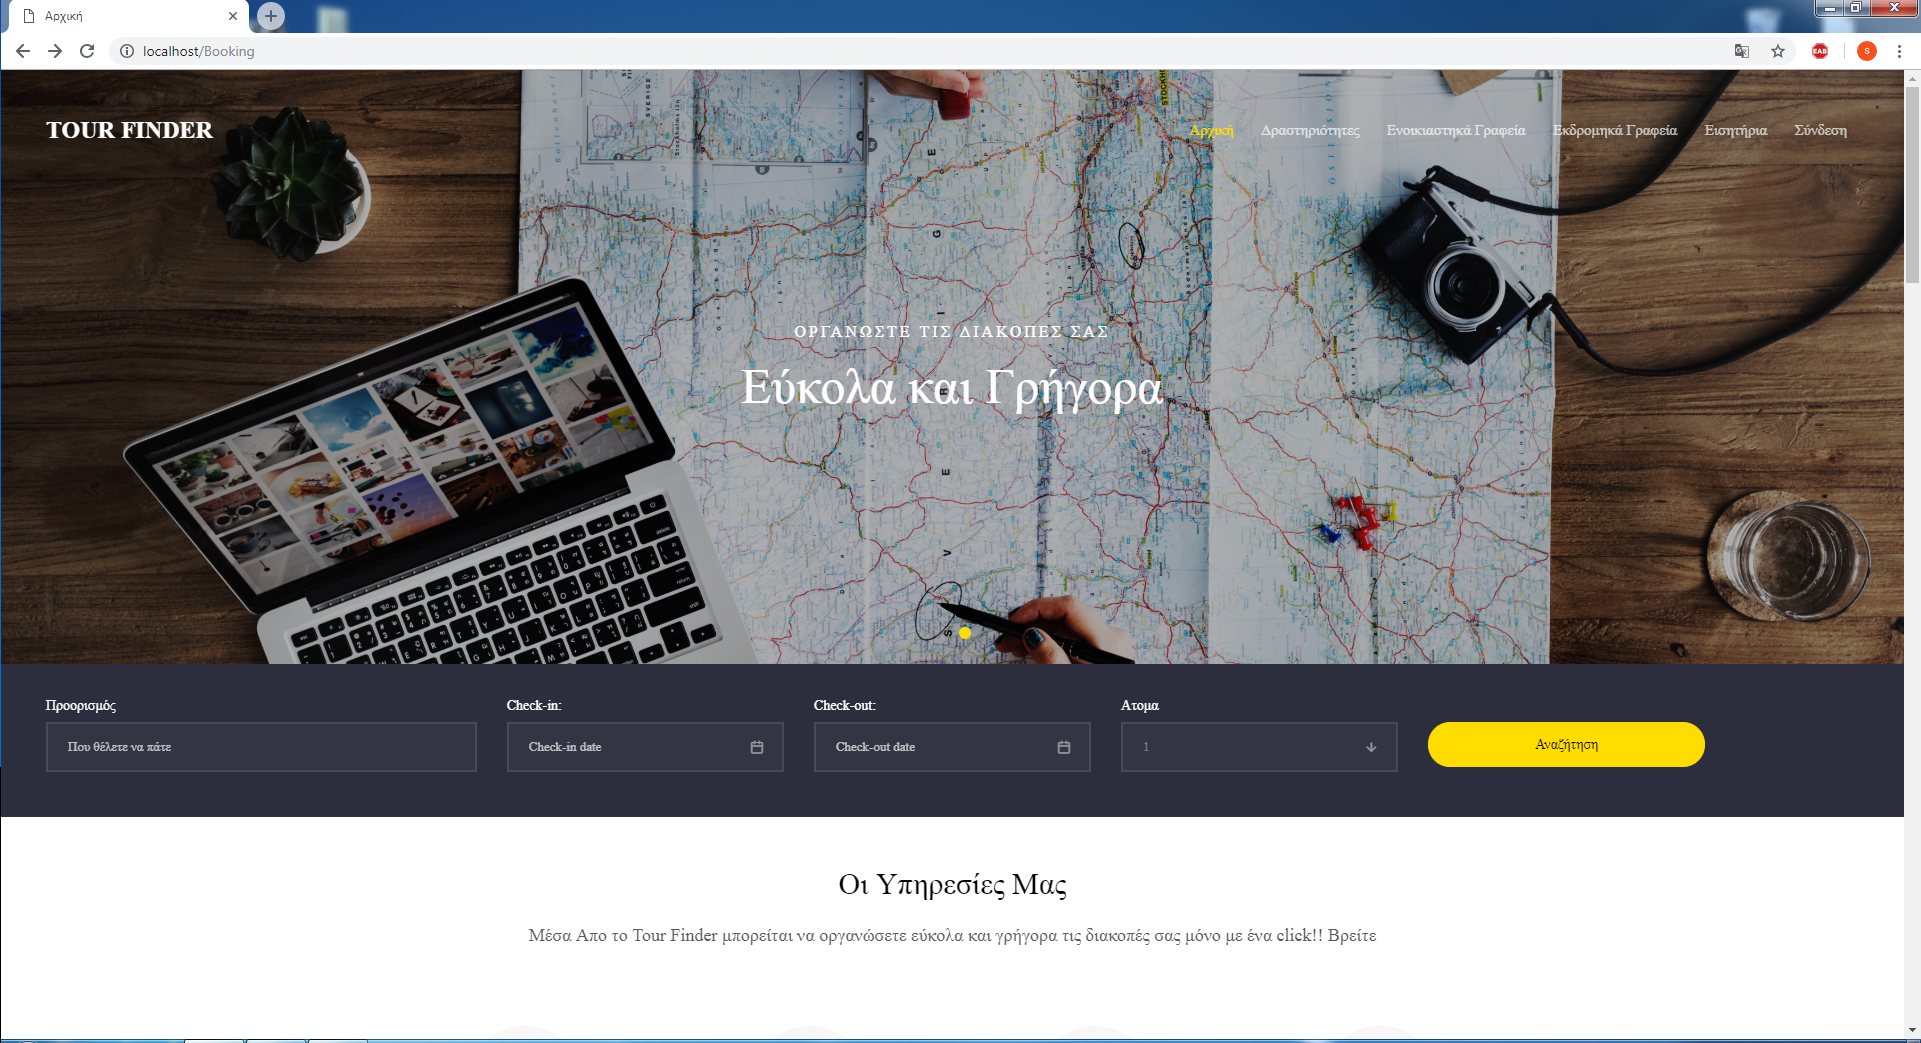 Αρχική
localhost/Booking
TOUR FINDER
Αρχική Δραστηριότητες Ενοικιαστηκά Γραφεία Εκδρομηκά Γραφεία Εισητήρια Σύνδεση
ΟΡΓΑΝΩΣΤΕ ΤΙΣ ΔΙΑΚΟΠΕΣ ΣΑΣ
Εύκολα και Γρήγορα
Προορισμός Check-in: Check-out: Ατομα
Που θέλετε να πάτε Check-in date Check-out date 1 Αναζήτηση
Οι Υπηρεσίες Μας
Μέσα Απο το Tour Finder μπορείται να οργανώσετε εύκολα και γρήγορα τις διακοπές σας μόνο με ένα click!! Βρείτε